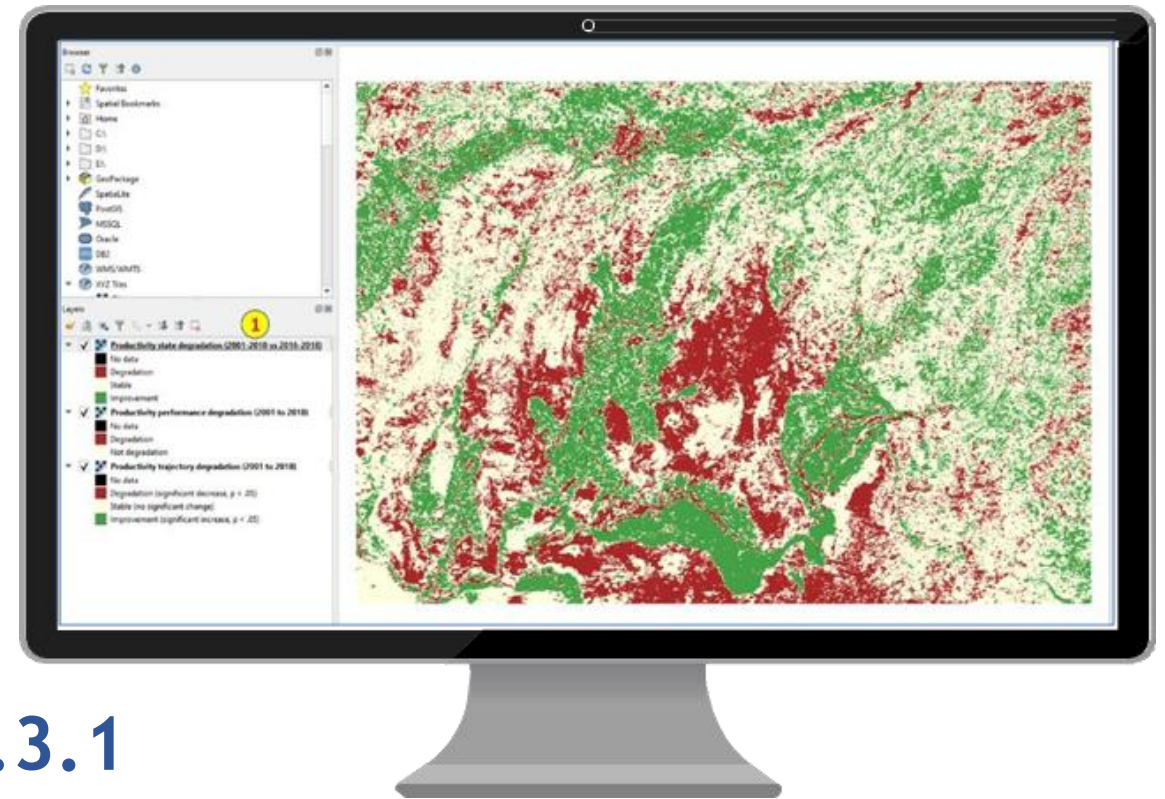 Browser
Favorites
Spatial Bookmarks
Home
C:\
D:\
E:\
GeoPackage
SpatiaLite
PostGIS
MSSQL
Oracle
DB2
WMS/WMTS
XYZ Tiles
Layers
1
Productivity state degradation (2001-2010 vs 2016-2018)
No data
Degradation
Stable
Improvement
Productivity performance degradation (2001 to 2018)
No data
Degradation
Not degradation
Productivity trajectory degradation (2001 to 2018)
No data
Degradation (significant decrease, p < .05)
Stable (no significant change)
Improvement (significant increase, p < .05)
.3.1